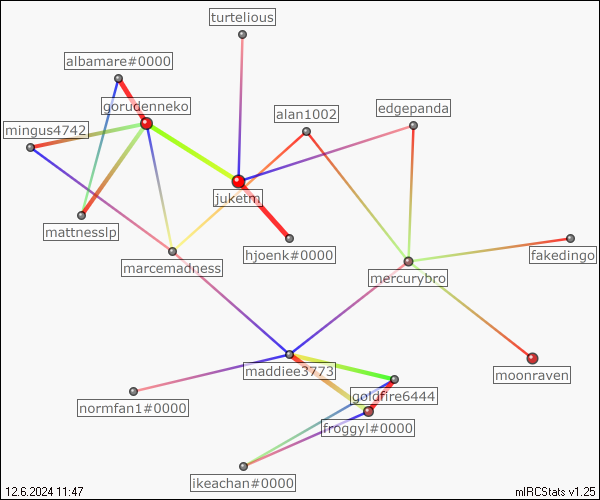 turtelious
albamare#0000
gorudenneko
alan1002
edgepanda
mingus4742
juketm
mattnesslp
marcemadness
hjoenk#0000
mercurybro
fakedingo
maddiee3773
moonraven
normfan1#0000
goldfire6444
froggyl#0000
ikeachan#0000
12.6.2024 11:47
mIRCStats v1.25